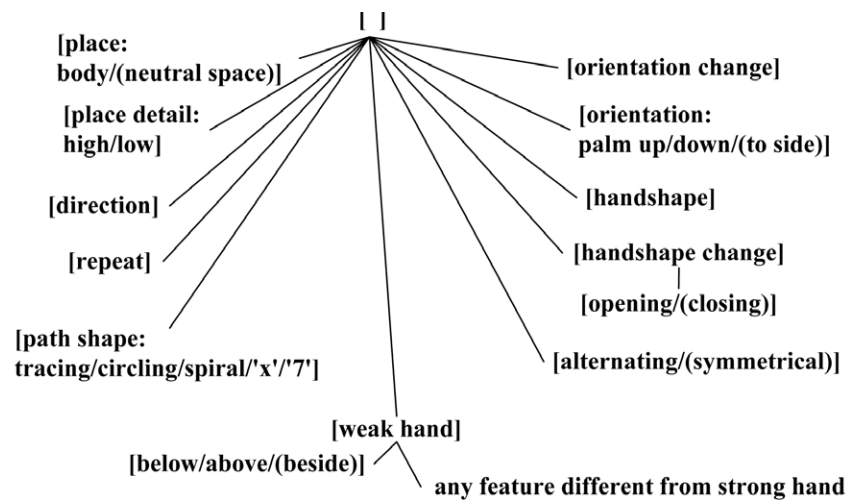 [ ]
[place:
body/(neutral space)]
[place detail:
high/low]
[direction]
[repeat]
[path shape:
tracing/circling/spiral/'x'/'7']
[orientation change]
[orientation:
palm up/down/(to side)]
[handshape]
[handshape change]
[opening/(closing)]
[alternating/(symmetrical)]
[weak hand]
[below/above/(beside)]
any feature different from strong hand